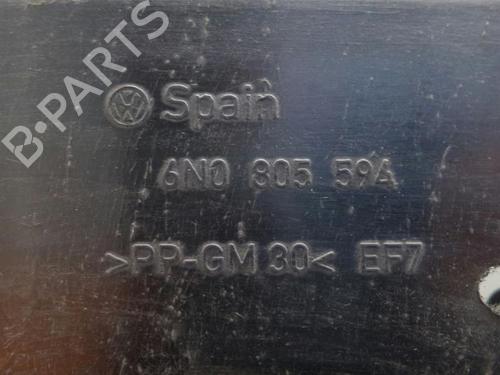 B-PARTS
Spain
6N0 805 594
>PP-GM 30< EF7